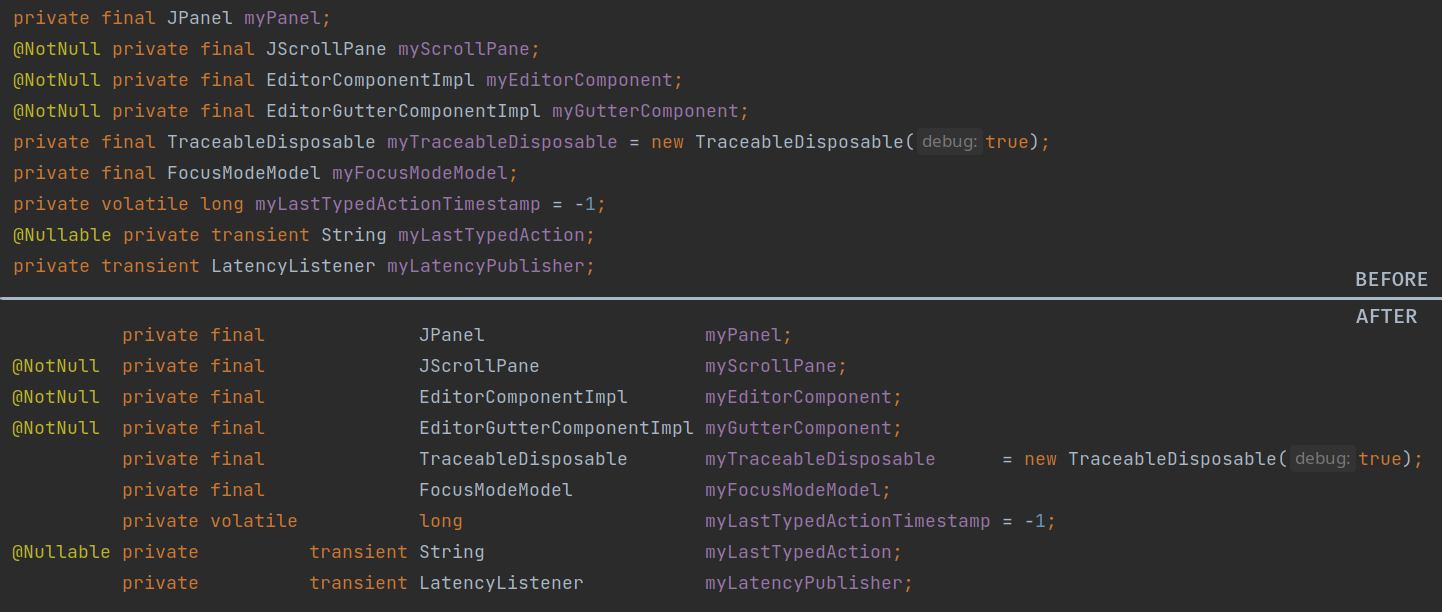 private final JPanel myPanel;
@NotNull private final JScrollPane myScrollPane;
@NotNull private final EditorComponentImpl myEditorComponent;
@NotNull private final EditorGutterComponentImpl myGutterComponent;
private final TraceableDisposable myTraceableDisposable = new TraceableDisposable( debug: true);
private final FocusModeModel myFocusModeModel;
private volatile long myLastTypedActionTimestamp = -1;
@Nullable private transient String myLastTypedAction;
private transient LatencyListener myLatencyPublisher;
BEFORE
AFTER
private final JPanel myPanel;
@NotNull private final JScrollPane myScrollPane;
@NotNull private final EditorComponentImpl myEditorComponent;
@NotNull private final EditorGutterComponentImpl myGutterComponent;
private final TraceableDisposable myTraceableDisposable = new TraceableDisposable( debug: true);
private final FocusModeModel myFocusModeModel;
private volatile long myLastTypedActionTimestamp = -1;
@Nullable private transient String myLastTypedAction;
private transient LatencyListener myLatencyPublisher;